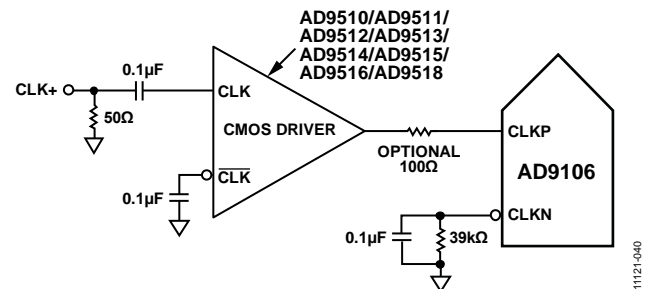 AD9510/AD9511/
AD9512/AD9513/
AD9514/AD9515/
AD9516/AD9518
0.1µF
CLK+
CLK
50Ω
CMOS DRIVER
CLKP
OPTIONAL
100Ω
AD9106
CLK
0.1µF
CLKN
0.1µF
39kΩ
11121-040